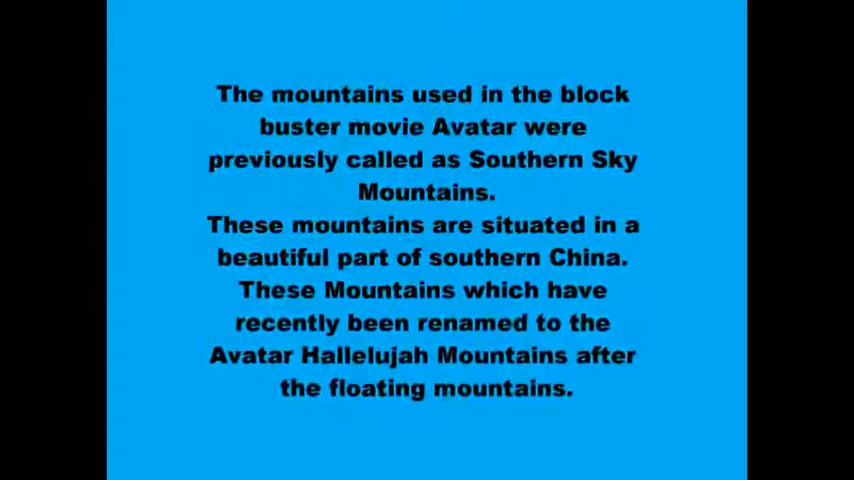 The mountains used in the block
buster movie Avatar were
previously called as Southern Sky
Mountains.
These mountains are situated in a
beautiful part of southern China.
These Mountains which have
recently been renamed to the
Avatar Hallelujah Mountains after
the floating mountains.